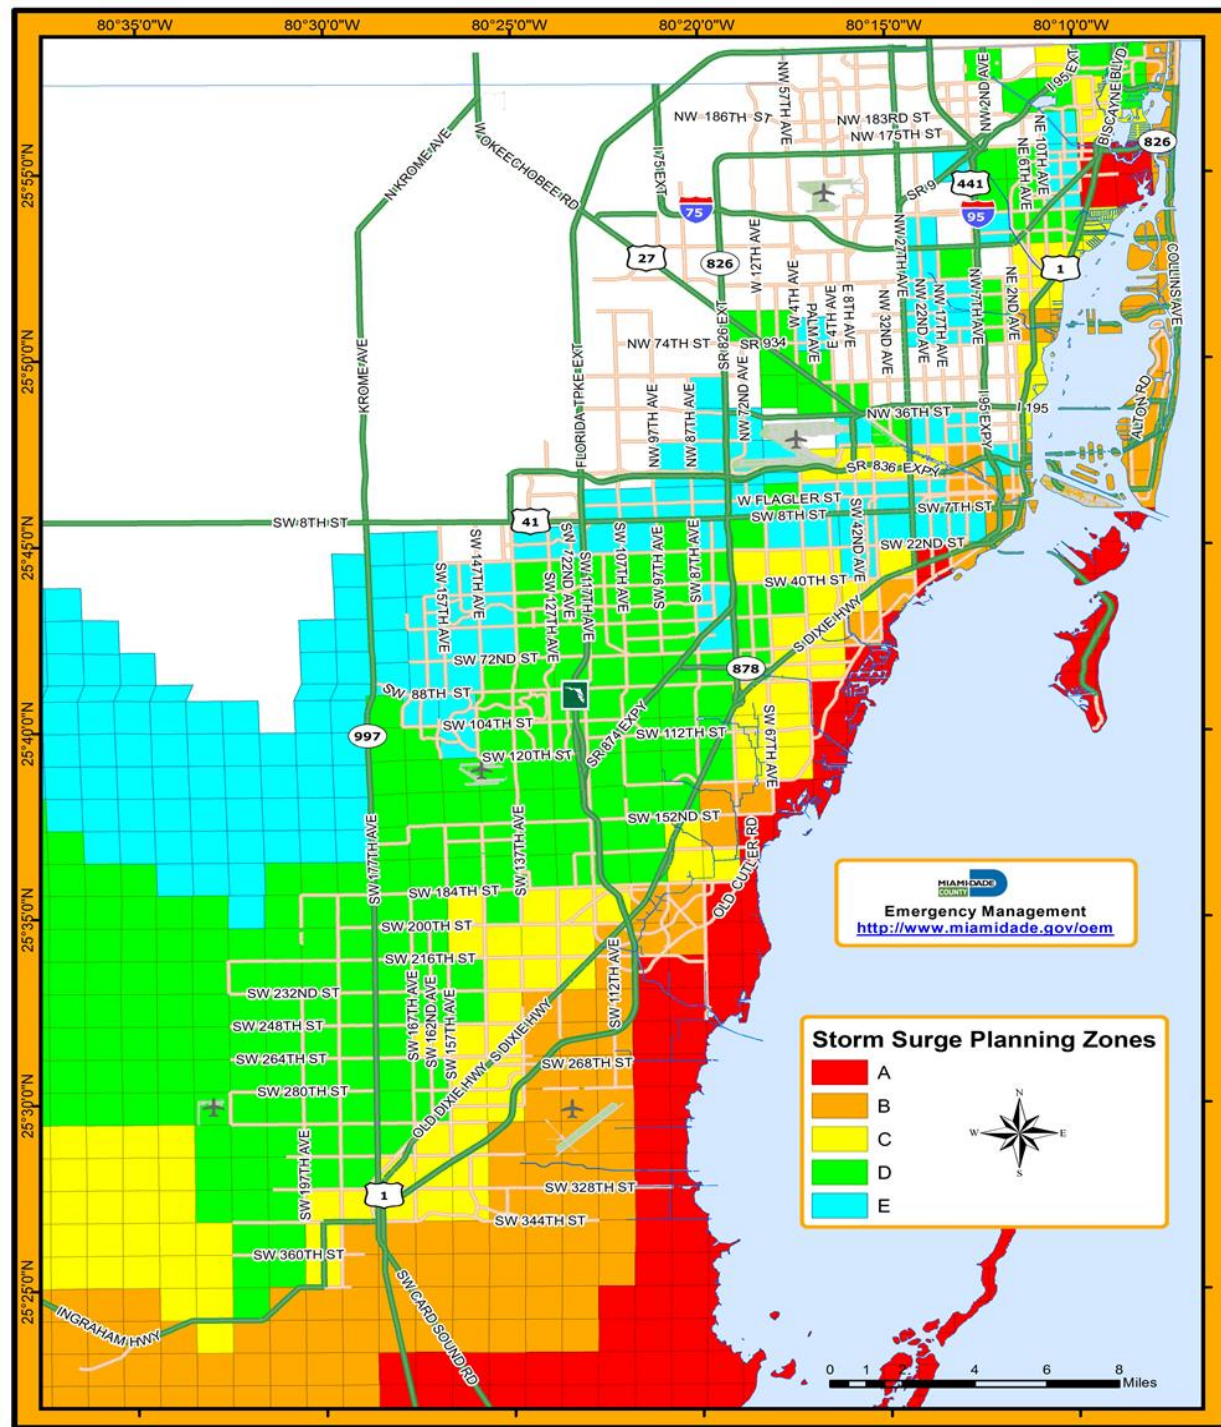 80°35'0"W 80°30'0"W 80°25'0"W 80°20'0"W 80°15'0"W 80°10'0"W
25°55'0"N
25°50'0"N
25°45'0"N
25°40'0"N
25°35'0"N
25°30'0"N
25°25'0"N
N KROME AVE
W OKEECHOBEE RD
I 75 EXT
NW 57TH AVE
NW 186TH ST
NW 183RD ST
NW 175TH ST
NW 2ND AVE
I 95 EXT
BISCAYNE BLVD
NE 10TH AVE
NE 6TH AVE
826
SR 9
441
75
95
27
826
1
W 12TH AVE
W 4TH AVE
PALM AVE
E 4TH AVE
E 8TH AVE
NW 27TH AVE
NW 32ND AVE
NW 22ND AVE
NW 17TH AVE
NW 7TH AVE
NE 2ND AVE
COLLINS AVE
KROME AVE
FLORIDA TPKE EXT
NW 74TH ST
SR 934
SR 826 EXT
NW 97TH AVE
NW 87TH AVE
NW 72ND AVE
NW 36TH ST
I 195
I 95 EXPY
ALTON RD
SR 836 EXPY
W FLAGLER ST
SW 8TH ST
41
SW 8TH ST
SW 7TH ST
SW 22ND ST
SW 42ND AVE
SW 40TH ST
SW 157TH AVE
SW 147TH AVE
SW 127TH AVE
SW 722ND AVE
SW 117TH AVE
SW 107TH AVE
SW 97TH AVE
SW 87TH AVE
S DIXIE HWY
SW 72ND ST
878
SW 88TH ST
SW 104TH ST
SW 120TH ST
SR 874 EXPY
SW 112TH ST
SW 67TH AVE
997
SW 177TH AVE
SW 137TH AVE
SW 152ND ST
OLD CUTLER RD
SW 184TH ST
SW 200TH ST
SW 216TH ST
SW 232ND ST
SW 248TH ST
SW 264TH ST
SW 280TH ST
SW 167TH AVE
SW 162ND AVE
SW 157TH AVE
SW 112TH AVE
S DIXIE HWY
OLD DIXIE HWY
SW 268TH ST
SW 197TH AVE
1
SW 328TH ST
SW 344TH ST
SW 360TH ST
INGRAHAM HWY
SW CARD SOUND RD
MIAMI-DADE
COUNTY
Emergency Management
http://www.miamidade.gov/oem
Storm Surge Planning Zones
A
B
C
D
E
N
W E
S
0 1 2 4 6 8
Miles